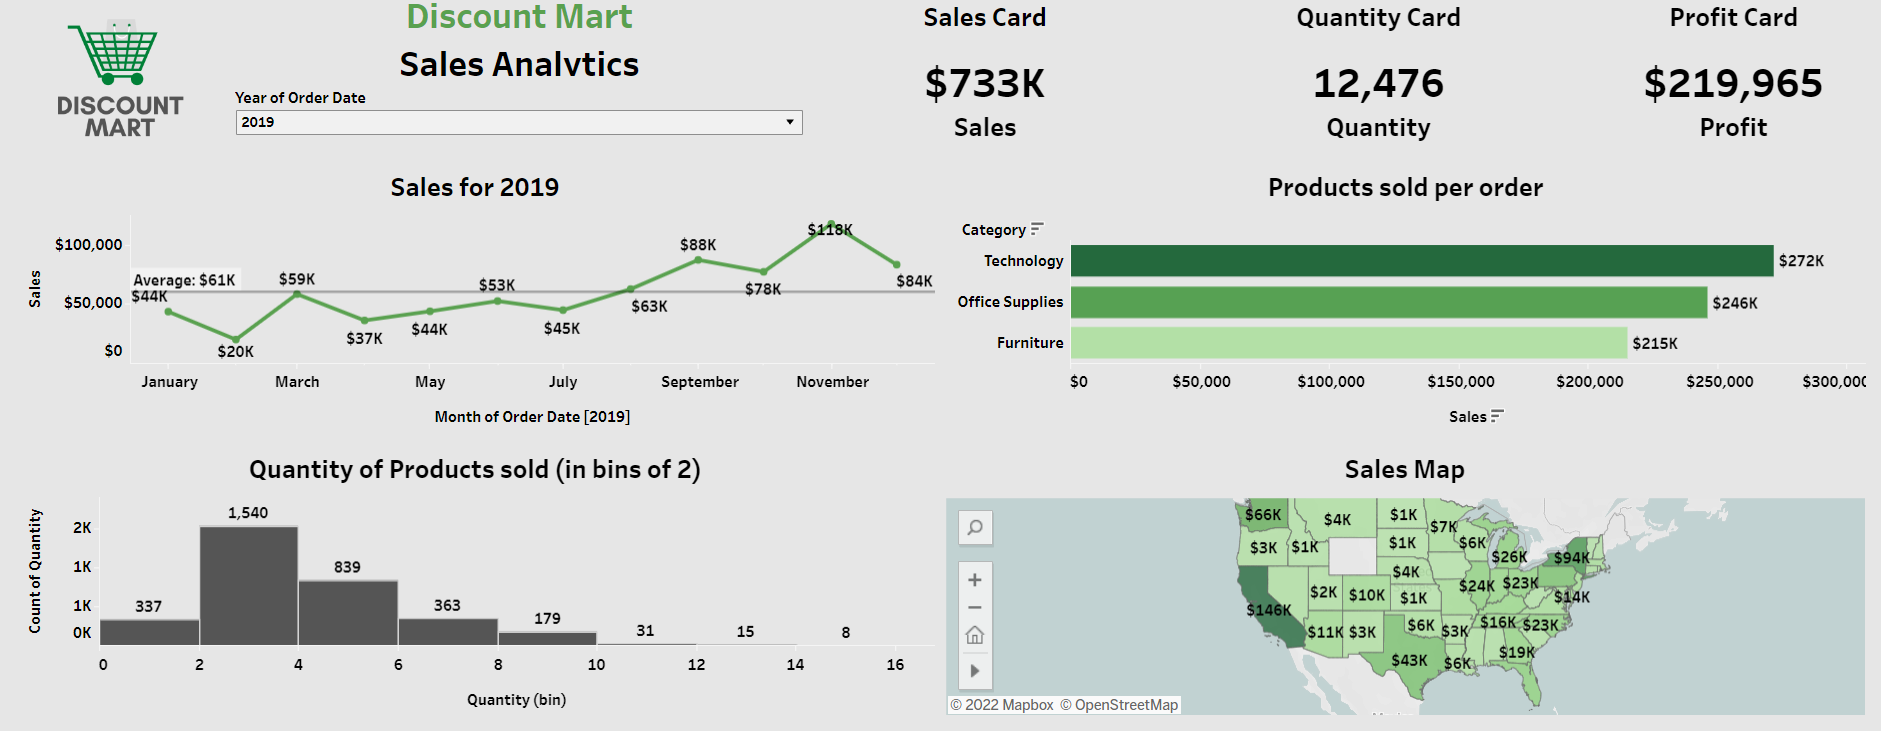 DISCOUNT
MART
Discount Mart
Sales Analytics
Year of Order Date
2019
Sales Card
$733K
Sales
Quantity Card
12,476
Quantity
Profit Card
$219,965
Profit
Sales for 2019
Sales
$100,000
$50,000
$0
Average: $61K
$44K
$20K
$59K
$37K
$44K
$53K
$45K
$63K
$88K
$78K
$118K
$84K
January
March
May
July
September
November
Month of Order Date [2019]
Products sold per order
Category
Technology
$272K
Office Supplies
$246K
Furniture
$215K
$0
$50,000
$100,000
$150,000
$200,000
$250,000
$300,00
Sales
Quantity of Products sold (in bins of 2)
Count of Quantity
2K
1K
1K
0K
337
1,540
839
363
179
31
15
8
0
2
4
6
8
10
12
14
16
Quantity (bin)
Sales Map
$66K
$4K
$1K
$7K
$3K
$1K
$1K
$6K
$26K
$94K
$4K
$146K
$2K
$10K
$1K
$24K
$23K
$14K
$11K
$3K
$6K
$3K
$16K
$23K
$43K
$6K
$19K
© 2022 Mapbox © OpenStreetMap